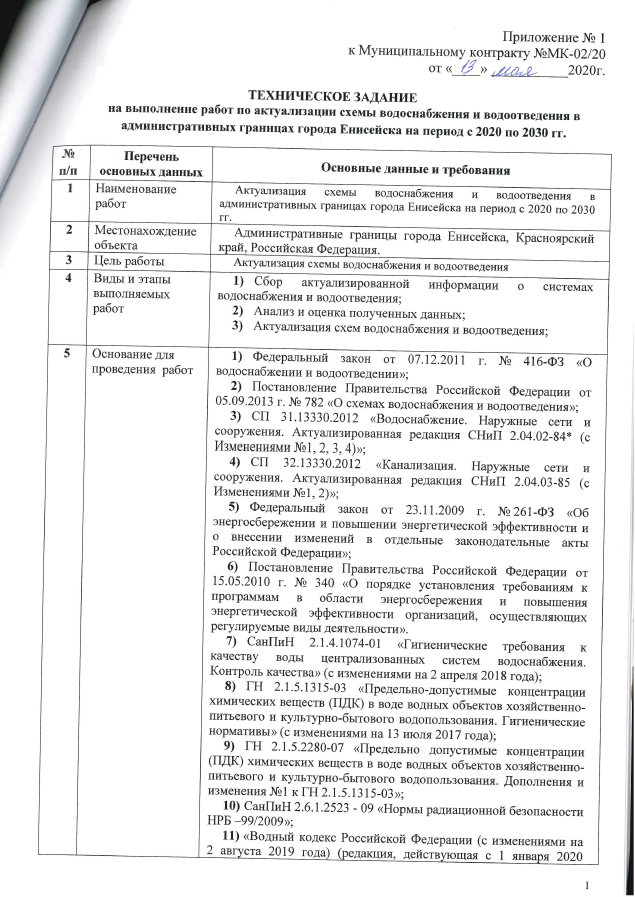 Приложение № 1
к Муниципальному контракту №МК-02/20
от « 13 » мая 2020г.
ТЕХНИЧЕСКОЕ ЗАДАНИЕ
на выполнение работ по актуализации схемы водоснабжения и водоотведения в
административных границах города Енисейска на период с 2020 по 2030 гг.
№ п/п
Перечень основных данных
Основные данные и требования
1
Наименование
работ
Актуализация схемы водоснабжения и водоотведения в
административных границах города Енисейска на период с 2020 по 2030
гг.
2
Местонахождение
объекта
Административные границы города Енисейска, Красноярский
край, Российская Федерация.
3
Цель работы
Актуализация схемы водоснабжения и водоотведения
4
Виды и этапы
выполняемых
работ
1) Сбор актуализированной информации о системах
водоснабжения и водоотведения;
2) Анализ и оценка полученных данных;
3) Актуализация схем водоснабжения и водоотведения;
5
Основание для
проведения работ
1) Федеральный закон от 07.12.2011 г. № 416-ФЗ «О
водоснабжении и водоотведении»;
2) Постановление Правительства Российской Федерации от
05.09.2013 г. № 782 «О схемах водоснабжения и водоотведения»;
3) СП 31.13330.2012 «Водоснабжение. Наружные сети и
сооружения. Актуализированная редакция СНиП 2.04.02-84* (с
Изменениями №1, 2, 3, 4)»;
4) СП 32.13330.2012 «Канализация. Наружные сети и
сооружения. Актуализированная редакция СНиП 2.04.03-85 (с
Изменениями №1, 2)»;
5) Федеральный закон от 23.11.2009 г. №261-ФЗ «Об
энергосбережении и повышении энергетической эффективности и
о внесении изменений в отдельные законодательные акты
Российской Федерации»;
6) Постановление Правительства Российской Федерации от
15.05.2010 г. № 340 «О порядке установления требованиям к
программам в области энергосбережения и повышения
энергетической эффективности организаций, осуществляющих
регулируемые виды деятельности».
7) СанПиН 2.1.4.1074-01 «Гигиенические требования к
качеству воды централизованных систем водоснабжения.
Контроль качества» (с изменениями на 2 апреля 2018 года);
8) ГН 2.1.5.1315-03 «Предельно-допустимые концентрации
химических веществ (ПДК) в воде водных объектов хозяйственно-
питьевого и культурно-бытового водопользования. Гигиенические
нормативы» (с изменениями на 13 июля 2017 года);
9) ГН 2.1.5.2280-07 «Предельно допустимые концентрации
(ПДК) химических веществ в воде водных объектов хозяйственно-
питьевого и культурно-бытового водопользования. Дополнения и
изменения №1 к ГН 2.1.5.1315-03»;
10) СанПиН 2.6.1.2523 - 09 «Нормы радиационной безопасности
НРБ –99/2009»;
11) «Водный кодекс Российской Федерации (с изменениями на
2 августа 2019 года) (редакция, действующая с 1 января 2020
1